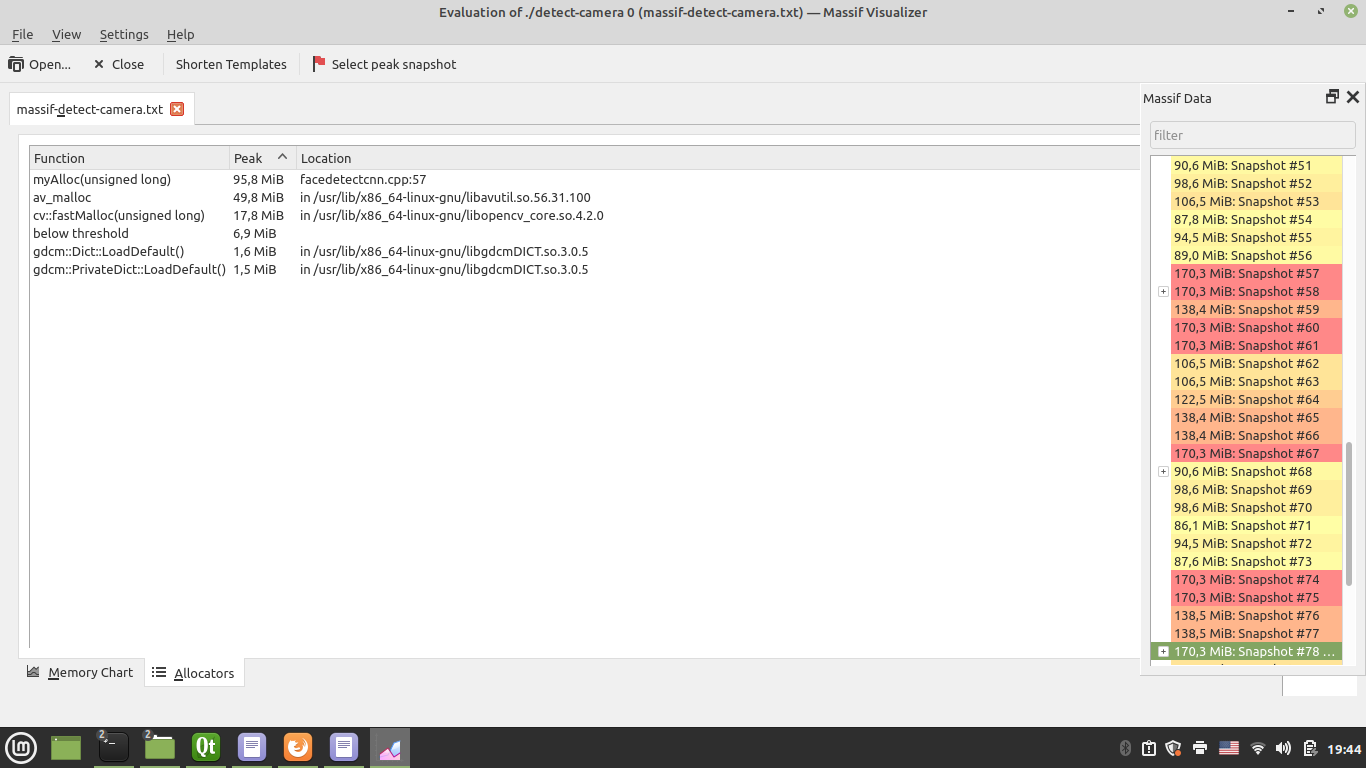 Evaluation of ./detect-camera 0 (massif-detect-camera.txt) — Massif Visualizer
File View Settings Help
Open... Close Shorten Templates Select peak snapshot
massif-detect-camera.txt
Function Peak Location
myAlloc(unsigned long) 95,8 MiB facedetectcnn.cpp:57
av_malloc 49,8 MiB in /usr/lib/x86_64-linux-gnu/libavutil.so.56.31.100
cv::fastMalloc(unsigned long) 17,8 MiB in /usr/lib/x86_64-linux-gnu/libopencv_core.so.4.2.0
below threshold 6,9 MiB
gdcm::Dict::LoadDefault() 1,6 MiB in /usr/lib/x86_64-linux-gnu/libgdcmDICT.so.3.0.5
gdcm::PrivateDict::LoadDefault() 1,5 MiB in /usr/lib/x86_64-linux-gnu/libgdcmDICT.so.3.0.5
Memory Chart Allocators
Massif Data
filter
90,6 MiB: Snapshot #51
98,6 MiB: Snapshot #52
106,5 MiB: Snapshot #53
87,8 MiB: Snapshot #54
94,5 MiB: Snapshot #55
89,0 MiB: Snapshot #56
170,3 MiB: Snapshot #57
170,3 MiB: Snapshot #58
138,4 MiB: Snapshot #59
170,3 MiB: Snapshot #60
170,3 MiB: Snapshot #61
106,5 MiB: Snapshot #62
106,5 MiB: Snapshot #63
122,5 MiB: Snapshot #64
138,4 MiB: Snapshot #65
138,4 MiB: Snapshot #66
170,3 MiB: Snapshot #67
90,6 MiB: Snapshot #68
98,6 MiB: Snapshot #69
98,6 MiB: Snapshot #70
86,1 MiB: Snapshot #71
94,5 MiB: Snapshot #72
87,6 MiB: Snapshot #73
170,3 MiB: Snapshot #74
170,3 MiB: Snapshot #75
138,5 MiB: Snapshot #76
138,5 MiB: Snapshot #77
170,3 MiB: Snapshot #78 ...
2 2 Qt 19:44